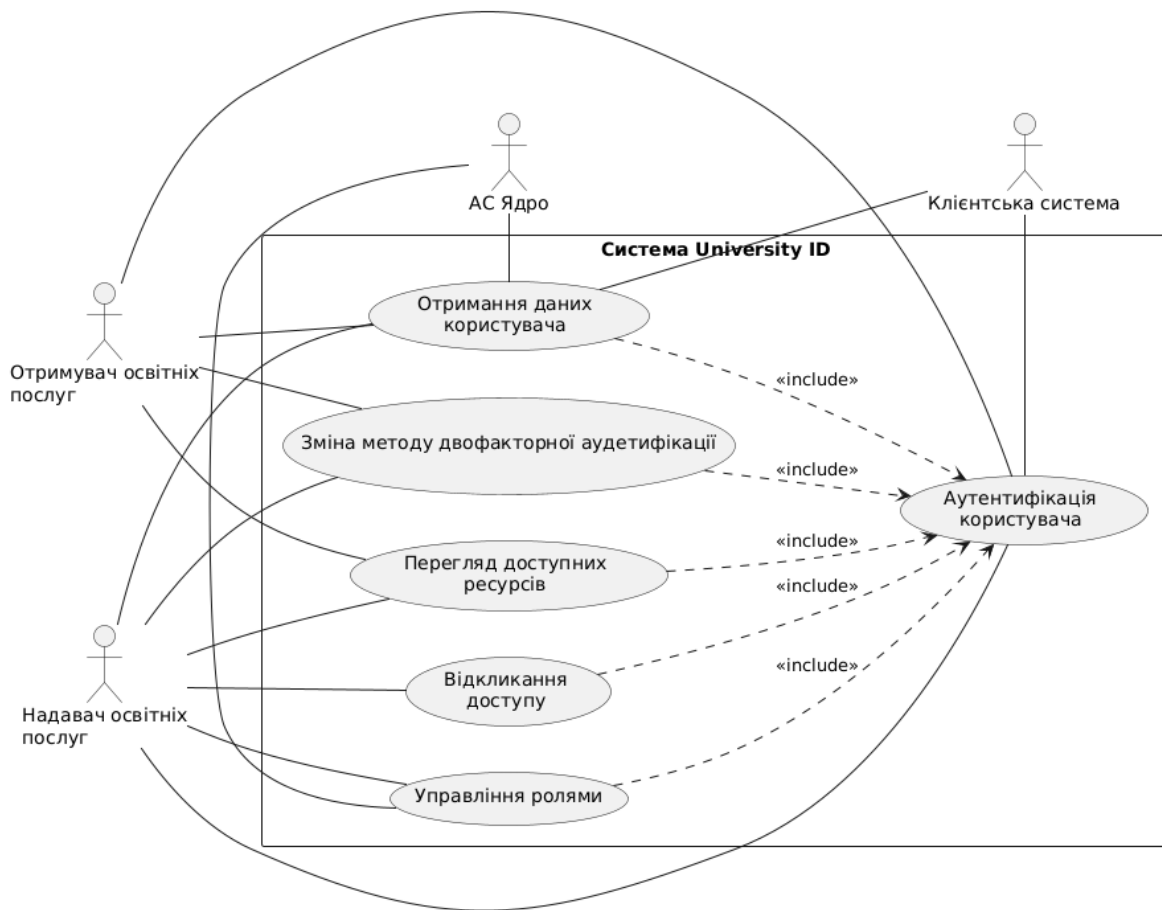 АС Ядро
Клієнтська система
Система University ID
Отримання даних
користувача
Отримувач освітніх
послуг
«include»
Зміна методу двофакторної аудетифікації
«include»
Аутентифікація
користувача
Перегляд доступних
ресурсів
«include»
«include»
Відкликання
доступу
«include»
Надавач освітніх
послуг
Управління ролями